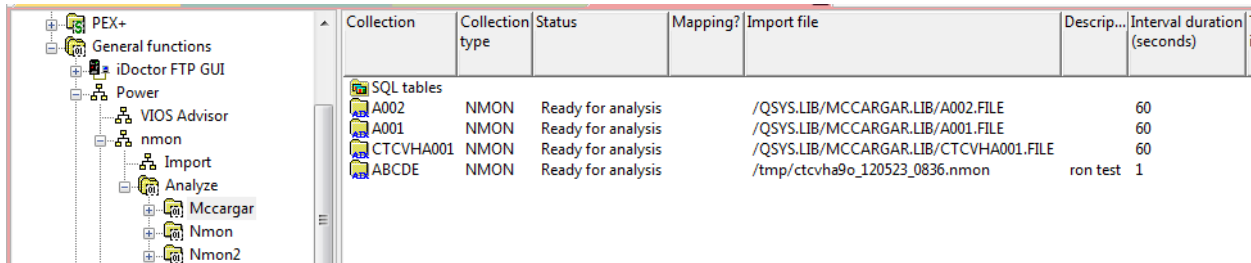 PEX+
General functions
iDoctor FTP GUI
Power
VIOS Advisor
nmon
Import
Analyze
Mccargar
Nmon
Nmon2
Collection Collection type Status Mapping? Import file Descrip... Interval duration (seconds)
SQL tables
A002 NMON Ready for analysis /QSYS.LIB/MCCARGAR.LIB/A002.FILE 60
A001 NMON Ready for analysis /QSYS.LIB/MCCARGAR.LIB/A001.FILE 60
CTCVHA001 NMON Ready for analysis /QSYS.LIB/MCCARGAR.LIB/CTCVHA001.FILE 60
ABCDE NMON Ready for analysis /tmp/ctcvha9o_120523_0836.nmon ron test 1